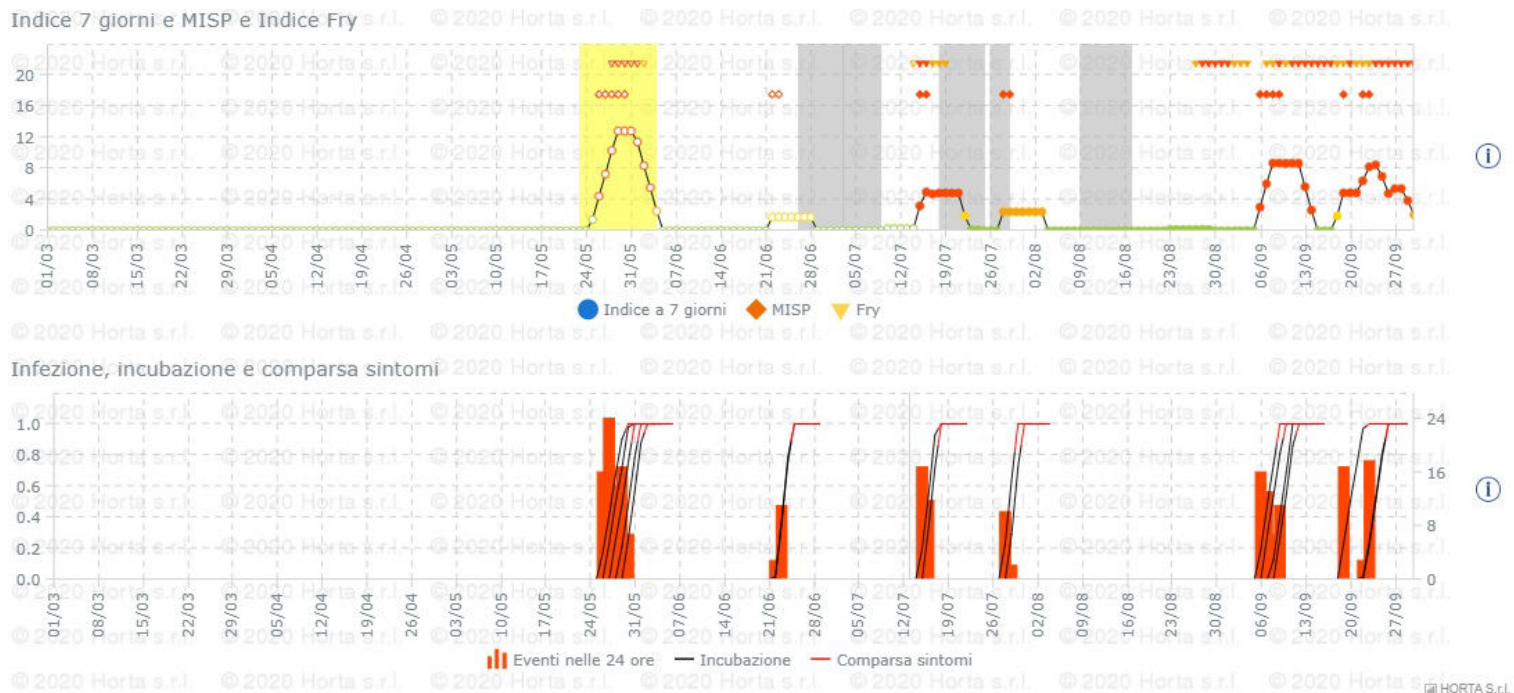 Indice 7 giorni e MISP e Indice Fry
20
16
12
8
4
0
01/03 08/03 15/03 22/03 29/03 05/04 12/04 19/04 26/04 03/05 10/05 17/05 24/05 31/05 07/06 14/06 21/06 28/06 05/07 12/07 19/07 26/07 02/08 09/08 16/08 23/08 30/08 06/09 13/09 20/09 27/09
Indice a 7 giorni MISP Fry
Infezione, incubazione e comparsa sintomi
1.0 24
0.8
0.6 16
0.4
0.2 8
0.0 0
01/03 08/03 15/03 22/03 29/03 05/04 12/04 19/04 26/04 03/05 10/05 17/05 24/05 31/05 07/06 14/06 21/06 28/06 05/07 12/07 19/07 26/07 02/08 09/08 16/08 23/08 30/08 06/09 13/09 20/09 27/09
Eventi nelle 24 ore Incubazione Comparsa sintomi
HORTA S.r.l.
© 2020 Horta s.r.l.